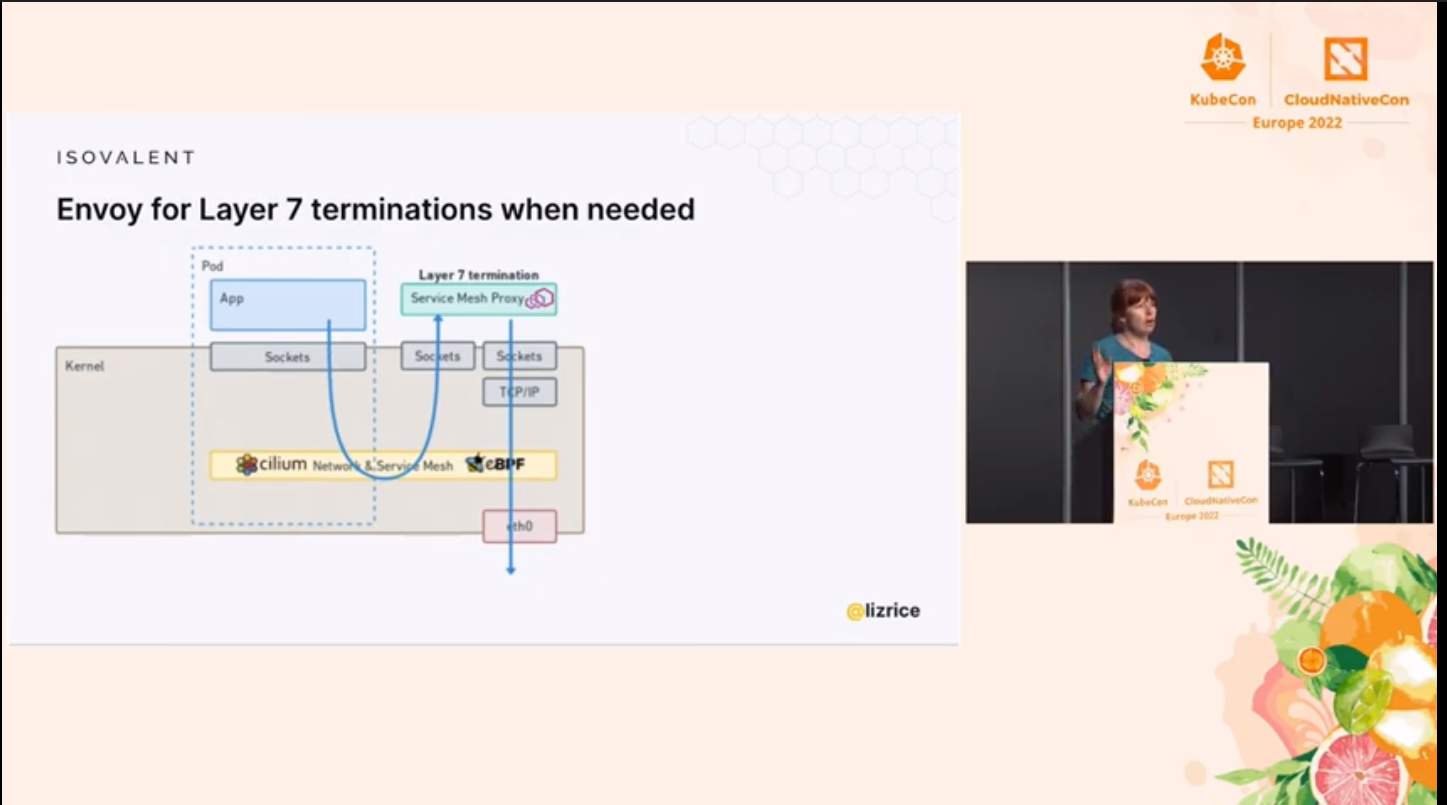 KubeCon
CloudNativeCon
Europe 2022
ISOVALENT
Envoy for Layer 7 terminations when needed
Pod
App
Layer 7 termination
Service Mesh Proxy
Kernel
Sockets
Sockets
Sockets
TCP/IP
cilium Network & Service Mesh eBPF
eth0
@lizrice
KubeCon
CloudNativeCon
Europe 2022